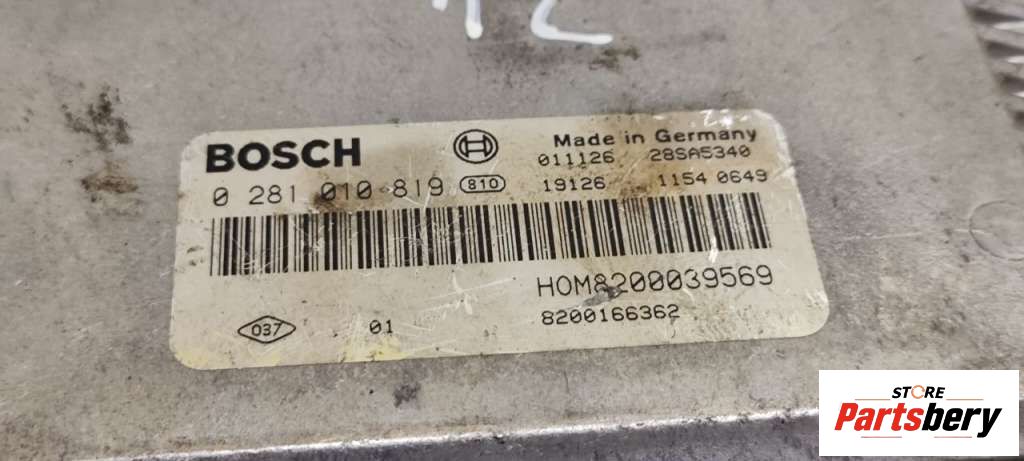 12
BOSCH
Made in Germany
011126 28SA5340
0 281 010 819 810
19126 1154 0649
HOM8200039569
037 01
8200166362
STORE
Partsbery